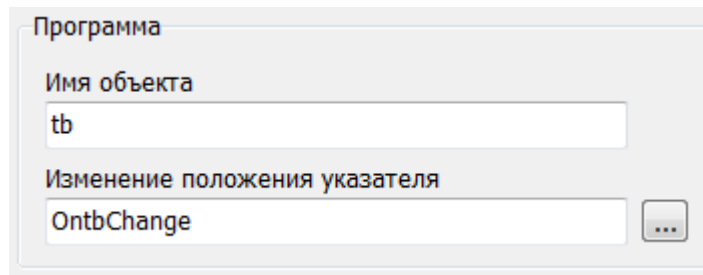 Программа
Имя объекта
tb
Изменение положения указателя
OntbChange
...